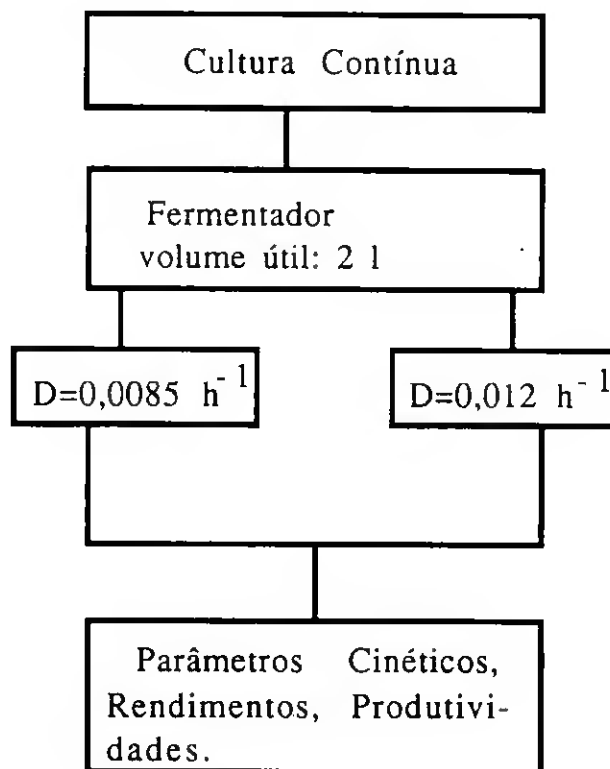 Cultura Contínua
Fermentador
volume útil: 2 l
D=0,0085 h⁻¹
D=0,012 h⁻¹
Parâmetros Cinéticos,
Rendimentos, Produtivi-
dades.